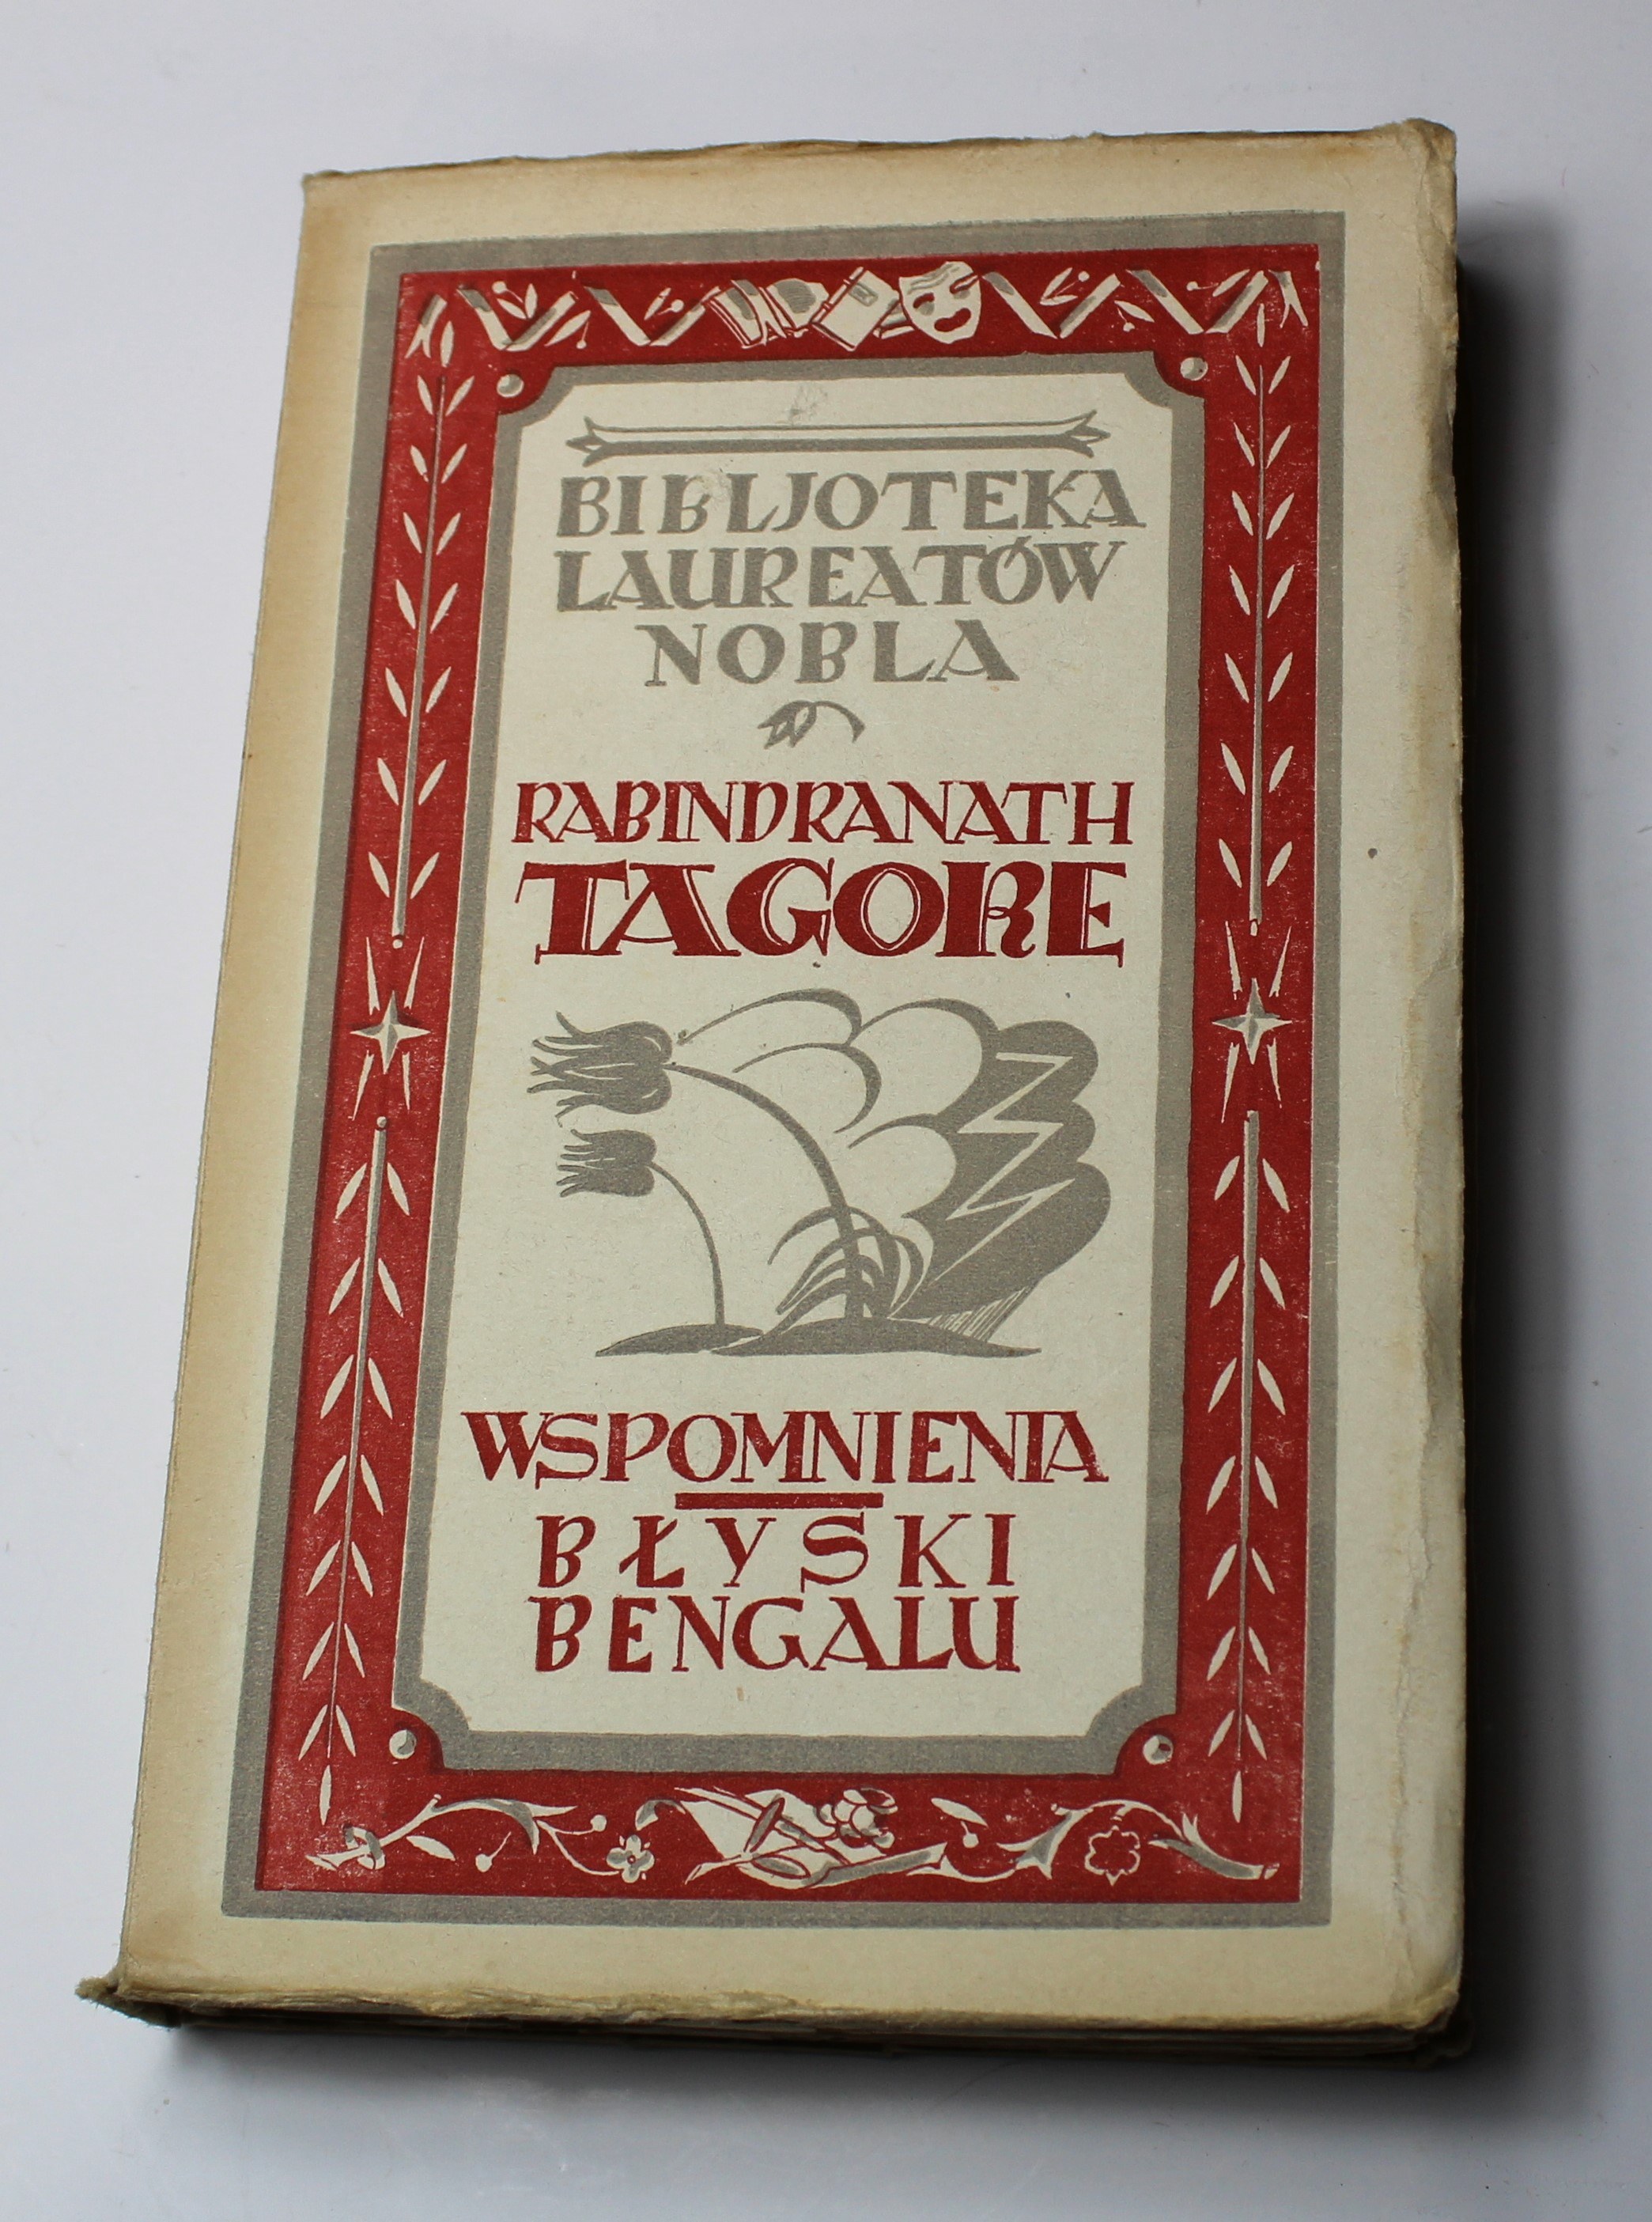 BIBLJOTEKA
LAUREATÓW
NOBLA
RABINDRANATH
TAGORE
WSPOMNIENIA
BŁYSKI
BENGALU